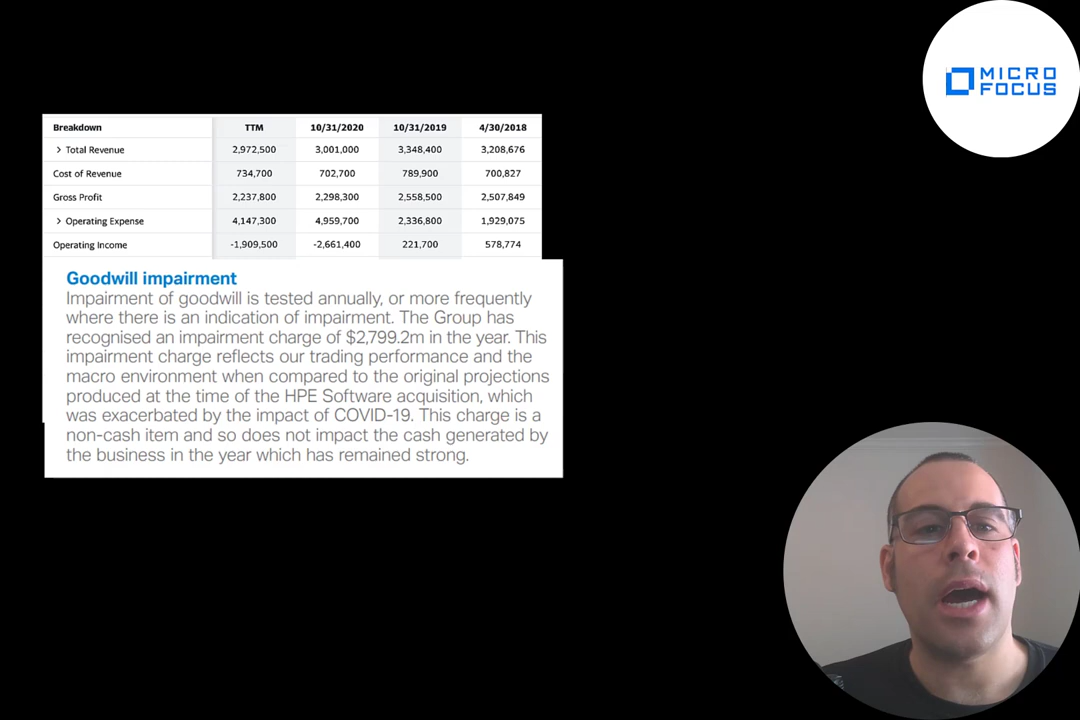 MICRO
FOCUS
Breakdown TTM 10/31/2020 10/31/2019 4/30/2018
> Total Revenue 2,972,500 3,001,000 3,348,400 3,208,676
Cost of Revenue 734,700 702,700 789,900 700,827
Gross Profit 2,237,800 2,298,300 2,558,500 2,507,849
> Operating Expense 4,147,300 4,959,700 2,336,800 1,929,075
Operating Income -1,909,500 -2,661,400 221,700 578,774
Goodwill impairment
Impairment of goodwill is tested annually, or more frequently
where there is an indication of impairment. The Group has
recognised an impairment charge of $2,799.2m in the year. This
impairment charge reflects our trading performance and the
macro environment when compared to the original projections
produced at the time of the HPE Software acquisition, which
was exacerbated by the impact of COVID-19. This charge is a
non-cash item and so does not impact the cash generated by
the business in the year which has remained strong.